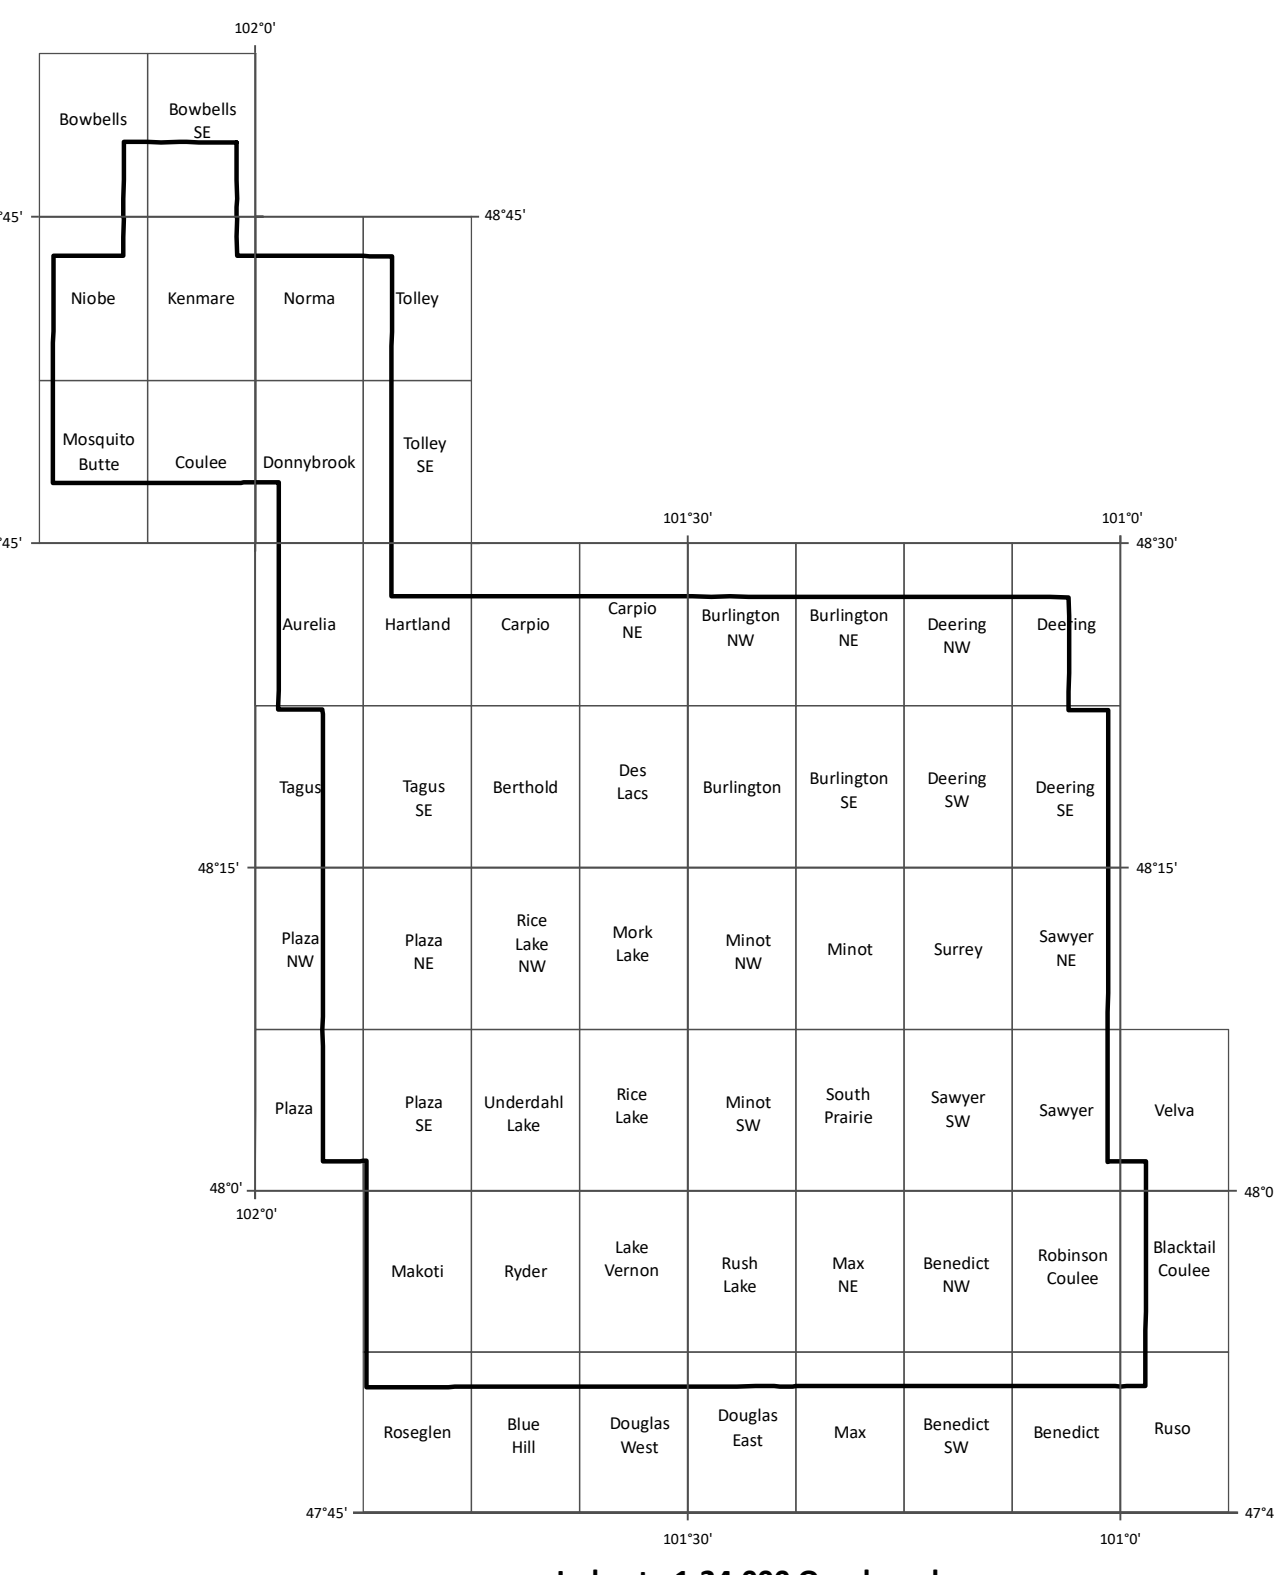 102°0'
Bowbells
Bowbells
SE
°45'
48°45'
Niobe
Kenmare
Norma
Tolley
Mosquito
Butte
Coulee
Donnybrook
Tolley
SE
101°30'
101°0'
°45'
48°30'
Aurelia
Hartland
Carpio
Carpio
NE
Burlington
NW
Burlington
NE
Deering
NW
Deering
Tagus
Tagus
SE
Berthold
Des
Lacs
Burlington
Burlington
SE
Deering
SW
Deering
SE
48°15'
48°15'
Plaza
NW
Plaza
NE
Rice
Lake
NW
Mork
Lake
Minot
NW
Minot
Surrey
Sawyer
NE
Plaza
Plaza
SE
Underdahl
Lake
Rice
Lake
Minot
SW
South
Prairie
Sawyer
SW
Sawyer
Velva
48°0'
48°0
102°0'
Makoti
Ryder
Lake
Vernon
Rush
Lake
Max
NE
Benedict
NW
Robinson
Coulee
Blacktail
Coulee
Roseglen
Blue
Hill
Douglas
West
Douglas
East
Max
Benedict
SW
Benedict
Ruso
47°45'
47°4
101°30'
101°0'